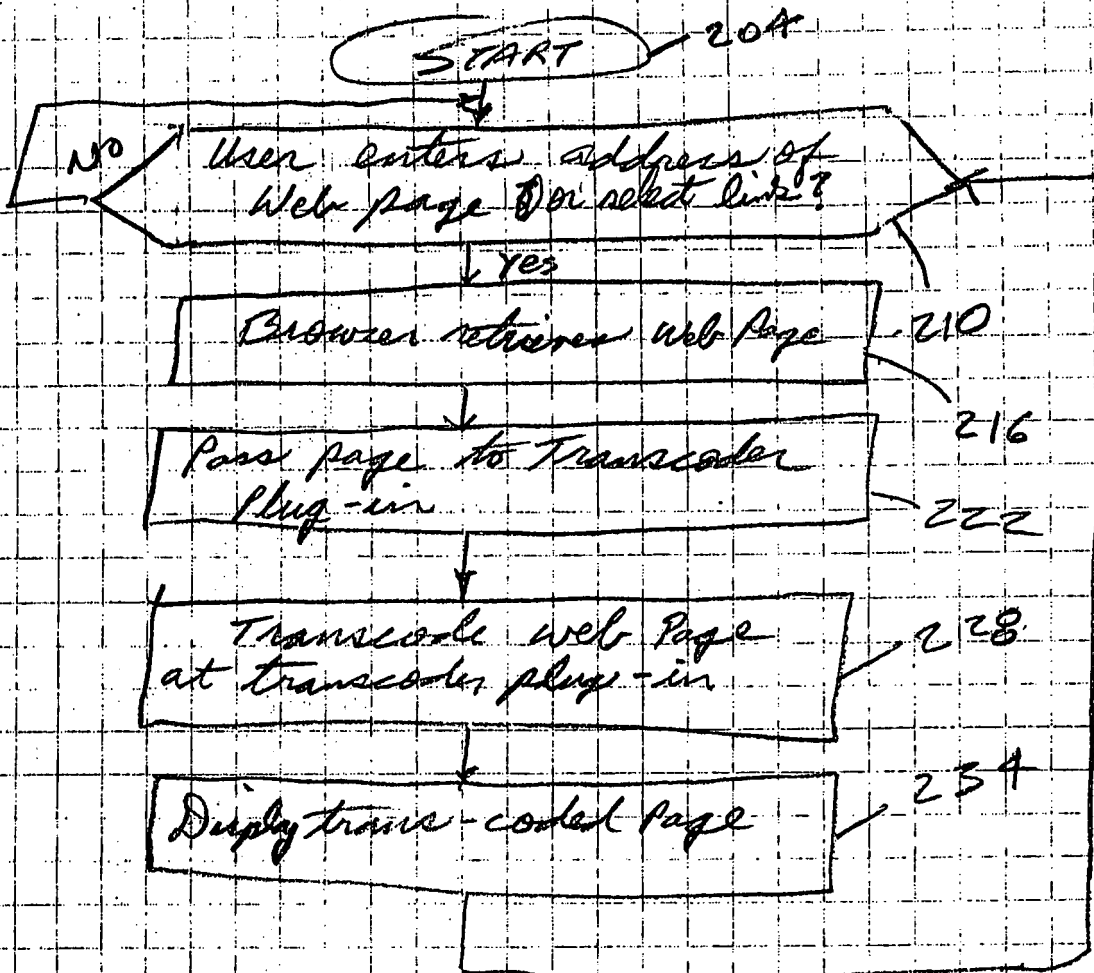 START
204
NO
User enters address of
Web page or select link?
Yes
210
Browser retrieves Web Page
216
Pass page to Transcoder
Plug-in
222
Transcode web Page
at transcoder plug-in
228
Disply trans-coded Page
234